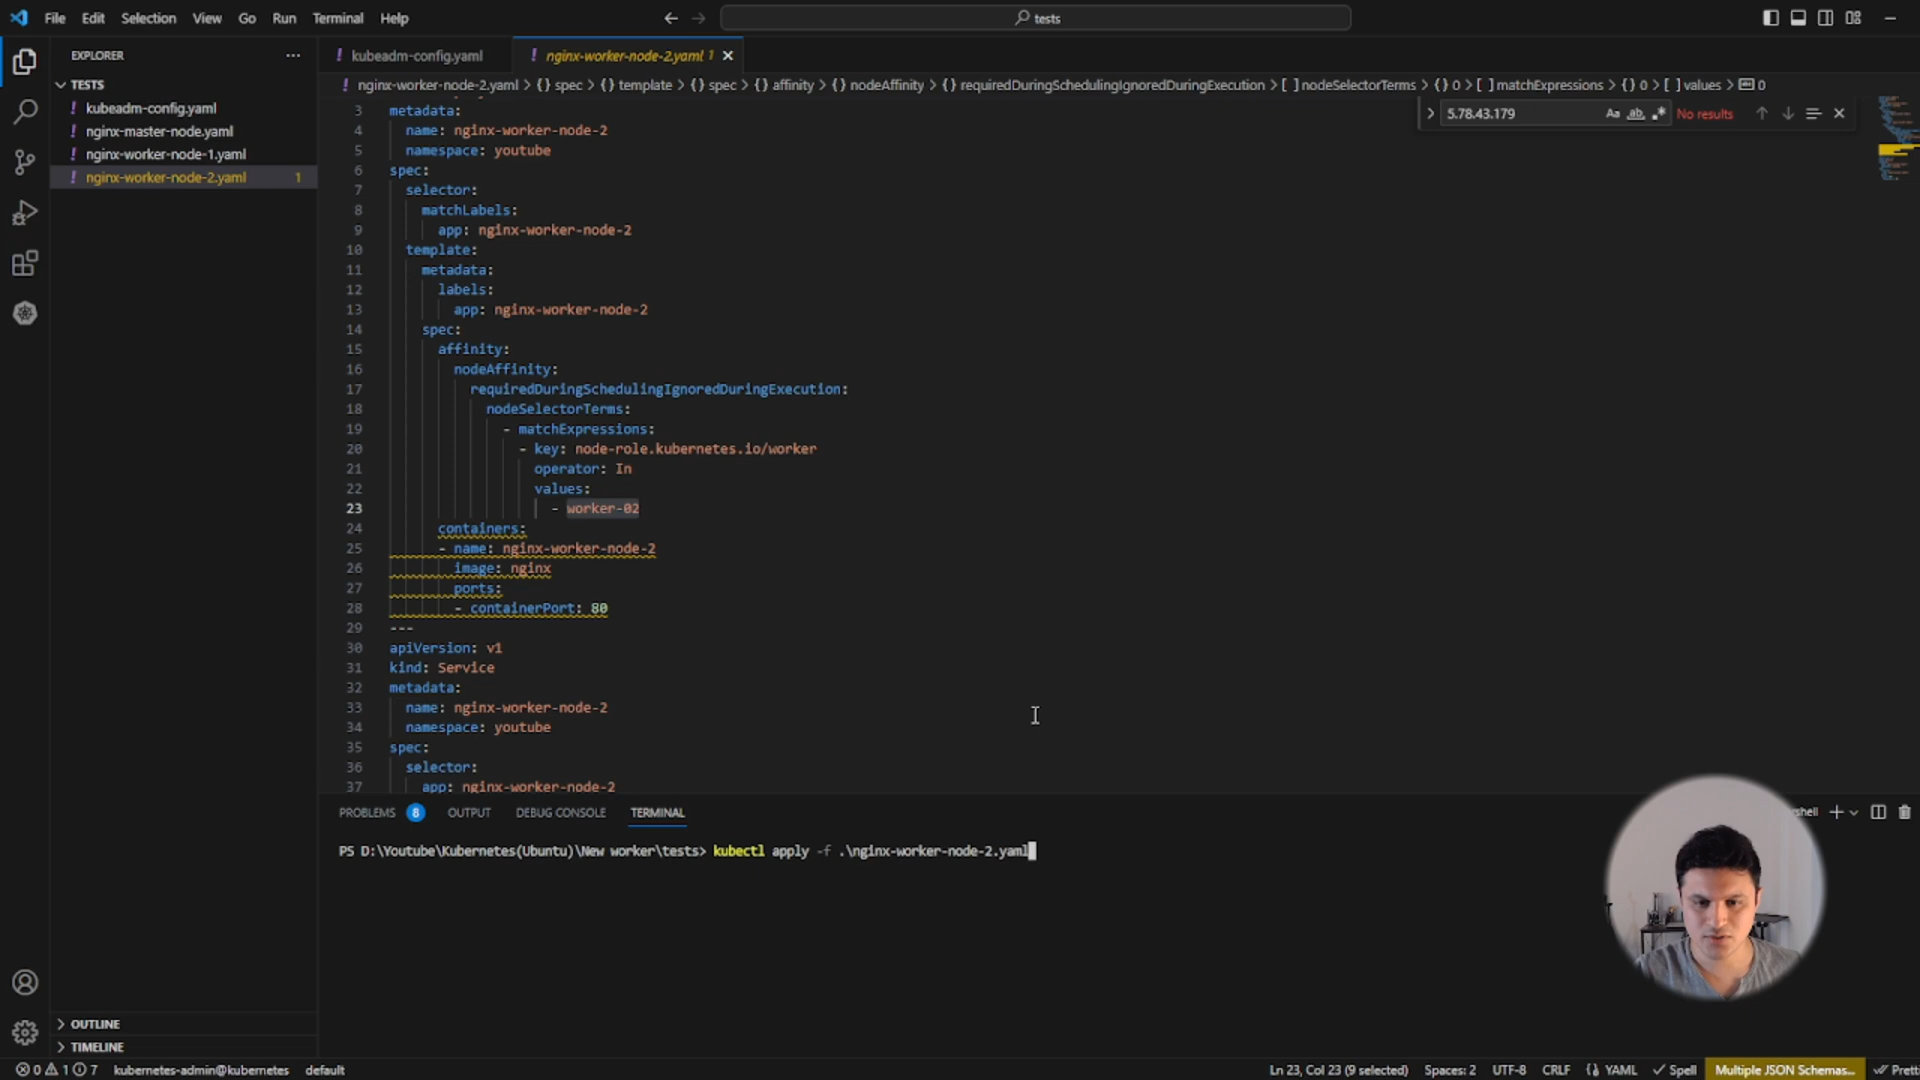 File Edit Selection View Go Run Terminal Help
tests
EXPLORER
TESTS
! kubeadm-config.yaml
! nginx-master-node.yaml
! nginx-worker-node-1.yaml
! nginx-worker-node-2.yaml 1
OUTLINE
TIMELINE
! kubeadm-config.yaml
! nginx-worker-node-2.yaml 1
! nginx-worker-node-2.yaml > {} spec > {} template > {} spec > {} affinity > {} nodeAffinity > {} requiredDuringSchedulingIgnoredDuringExecution > [ ] nodeSelectorTerms > {} 0 > [ ] matchExpressions > {} 0 > [ ] values > 0
5.78.43.179 Aa ab .* No results
3 metadata:
4 name: nginx-worker-node-2
5 namespace: youtube
6 spec:
7 selector:
8 matchLabels:
9 app: nginx-worker-node-2
10 template:
11 metadata:
12 labels:
13 app: nginx-worker-node-2
14 spec:
15 affinity:
16 nodeAffinity:
17 requiredDuringSchedulingIgnoredDuringExecution:
18 nodeSelectorTerms:
19 - matchExpressions:
20 - key: node-role.kubernetes.io/worker
21 operator: In
22 values:
23 - worker-02
24 containers:
25 - name: nginx-worker-node-2
26 image: nginx
27 ports:
28 - containerPort: 80
29 ---
30 apiVersion: v1
31 kind: Service
32 metadata:
33 name: nginx-worker-node-2
34 namespace: youtube
35 spec:
36 selector:
37 app: nginx-worker-node-2
PROBLEMS 8 OUTPUT DEBUG CONSOLE TERMINAL
PS D:\Youtube\Kubernetes(Ubuntu)\New worker\tests> kubectl apply -f .\nginx-worker-node-2.yaml
0 1 7 kubernetes-admin@kubernetes default
Ln 23, Col 23 (9 selected) Spaces: 2 UTF-8 CRLF {} YAML Spell Multiple JSON Schemas...